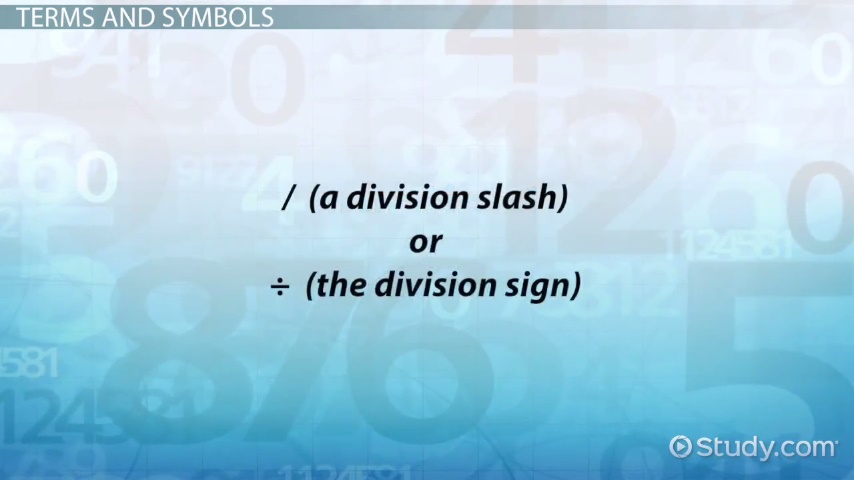 TERMS AND SYMBOLS
/ (a division slash)
or
÷ (the division sign)
Study.com